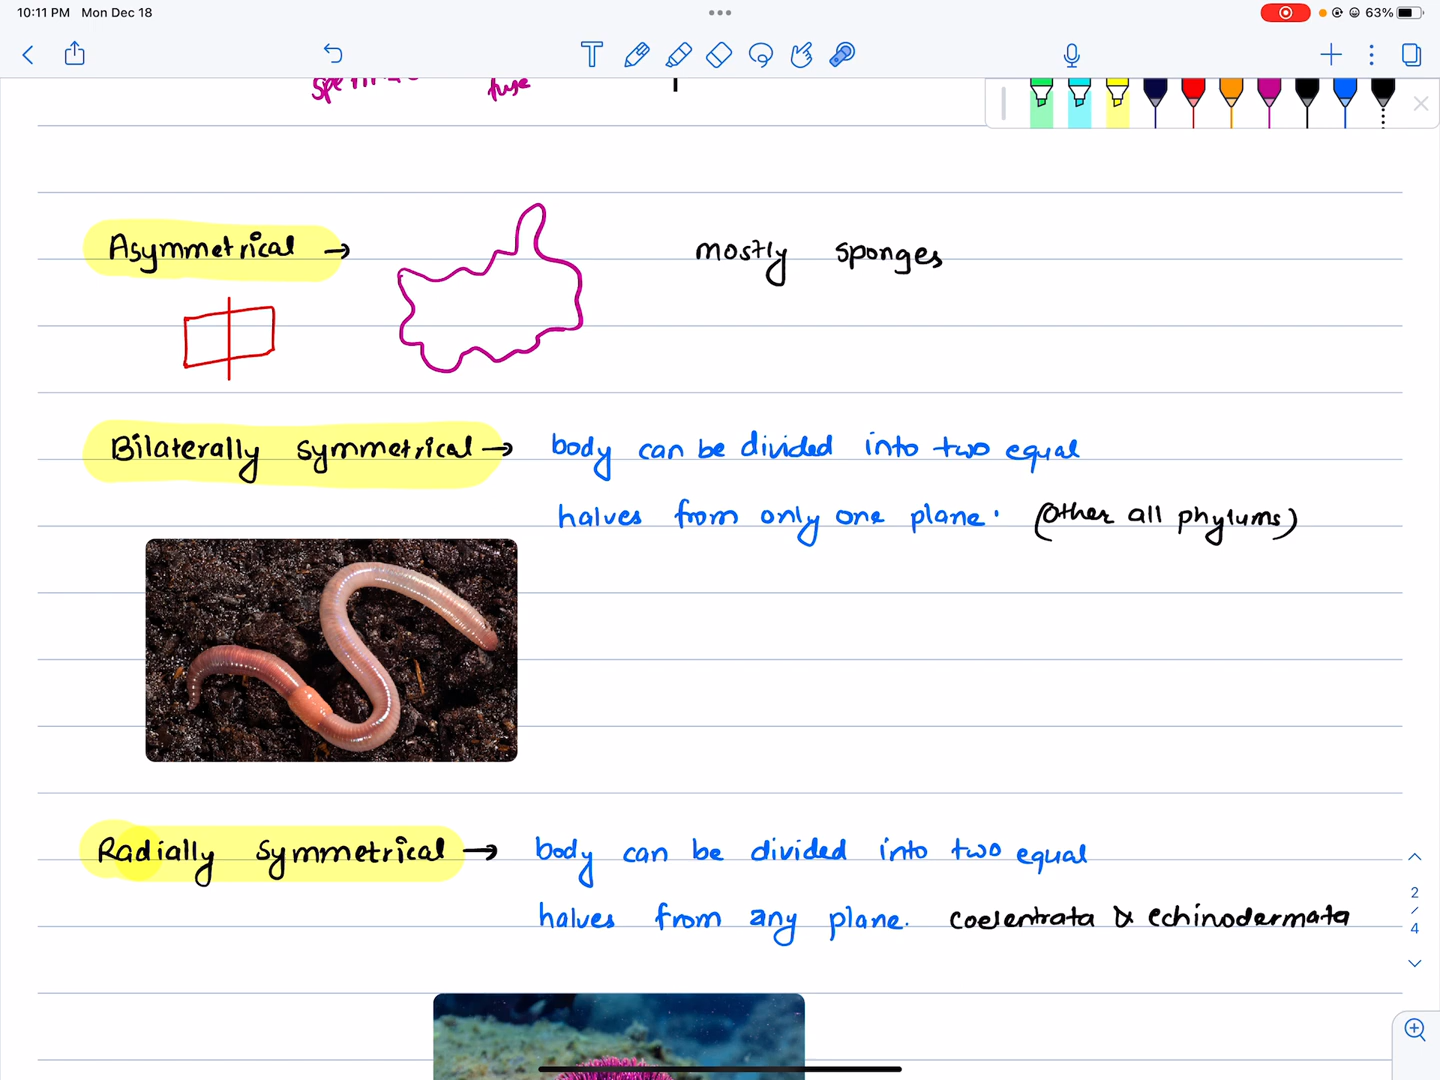 10:11 PM Mon Dec 18
63%
fuse
Asymmetrical → mostly sponges
Bilaterally symmetrical → body can be divided into two equal
halves from only one plane. (other all phylums)
Radially symmetrical → body can be divided into two equal
halves from any plane. coelentrata & echinodermata
2
/
4